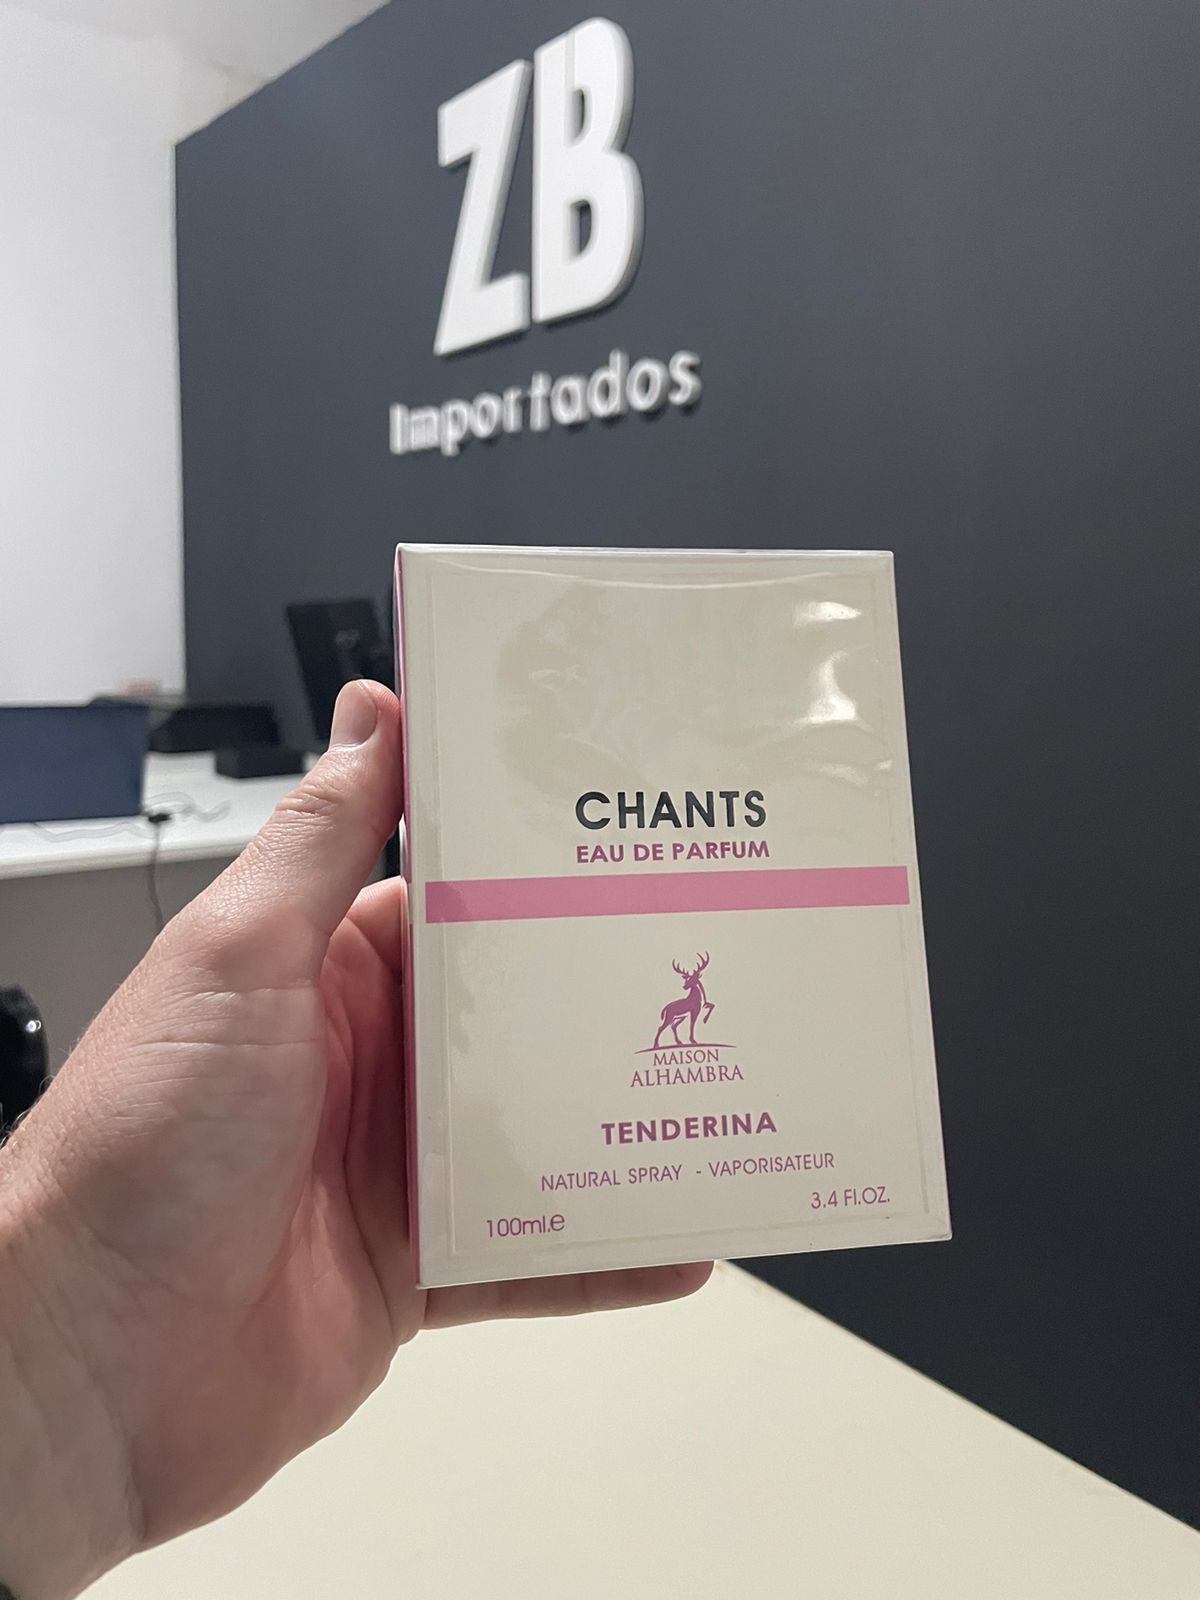 ZB
Importados
CHANTS
EAU DE PARFUM
MAISON
ALHAMBRA
TENDERINA
NATURAL SPRAY - VAPORISATEUR
100ml.e
3.4 Fl.OZ.